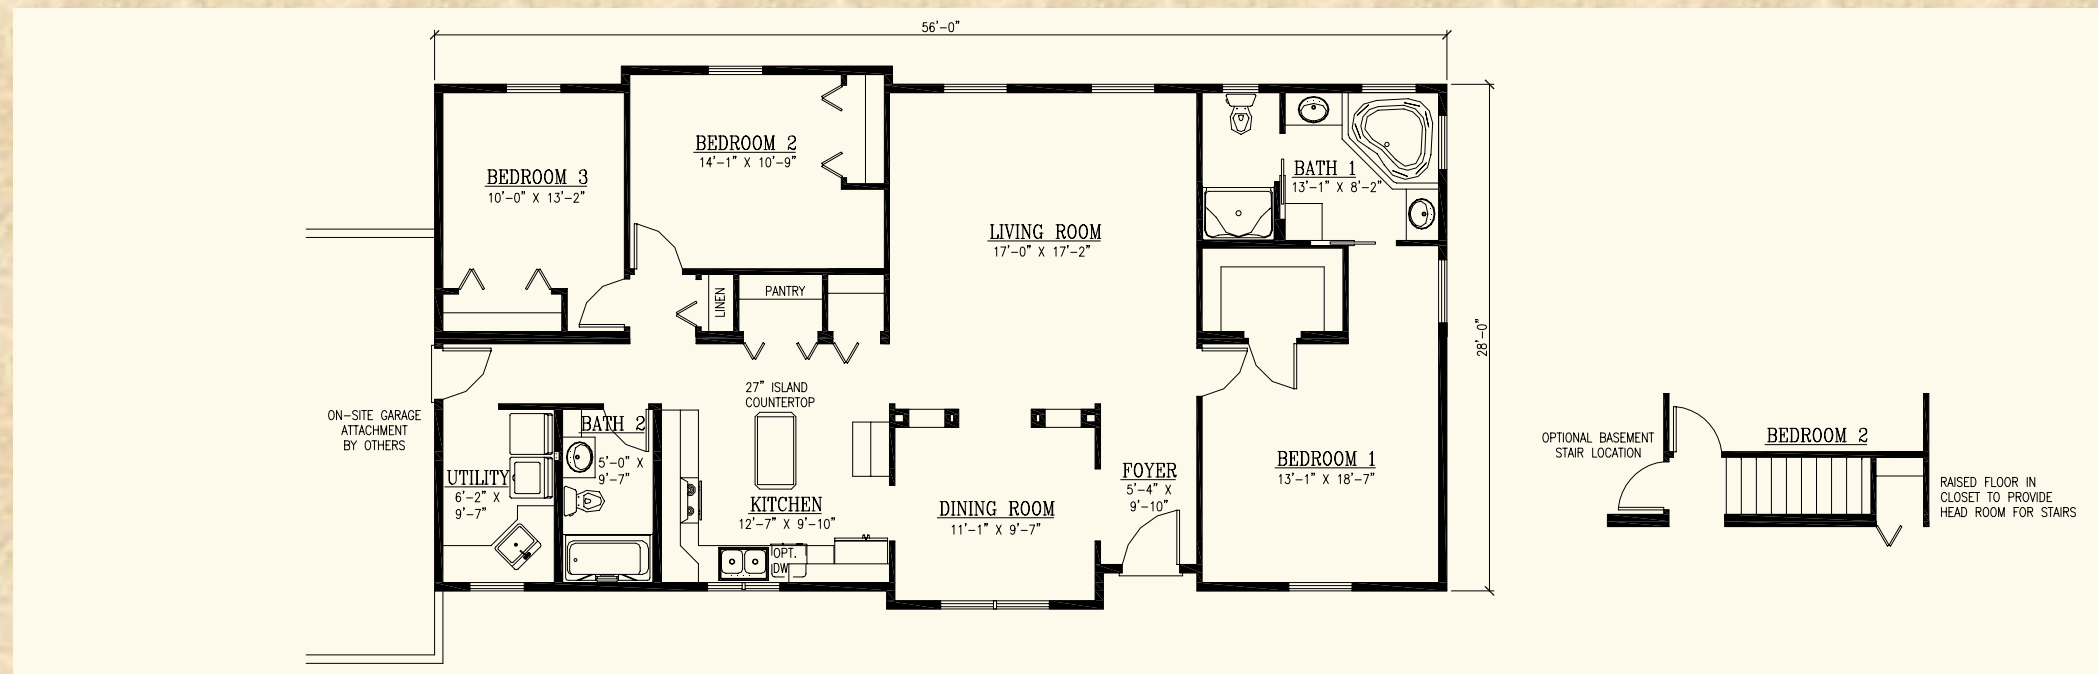 56'-0"
BEDROOM 2
14'-1" X 10'-9"
BEDROOM 3
10'-0" X 13'-2"
BATH 1
13'-1" X 8'-2"
LIVING ROOM
17'-0" X 17'-2"
LINEN
PANTRY
28'-0"
27" ISLAND
COUNTERTOP
ON-SITE GARAGE
ATTACHMENT
BY OTHERS
BATH 2
5'-0" X
9'-7"
UTILITY
6'-2" X
9'-7"
KITCHEN
12'-7" X 9'-10"
OPT.
DW
DINING ROOM
11'-1" X 9'-7"
FOYER
5'-4" X
9'-10"
BEDROOM 1
13'-1" X 18'-7"
OPTIONAL BASEMENT
STAIR LOCATION
BEDROOM 2
RAISED FLOOR IN
CLOSET TO PROVIDE
HEAD ROOM FOR STAIRS